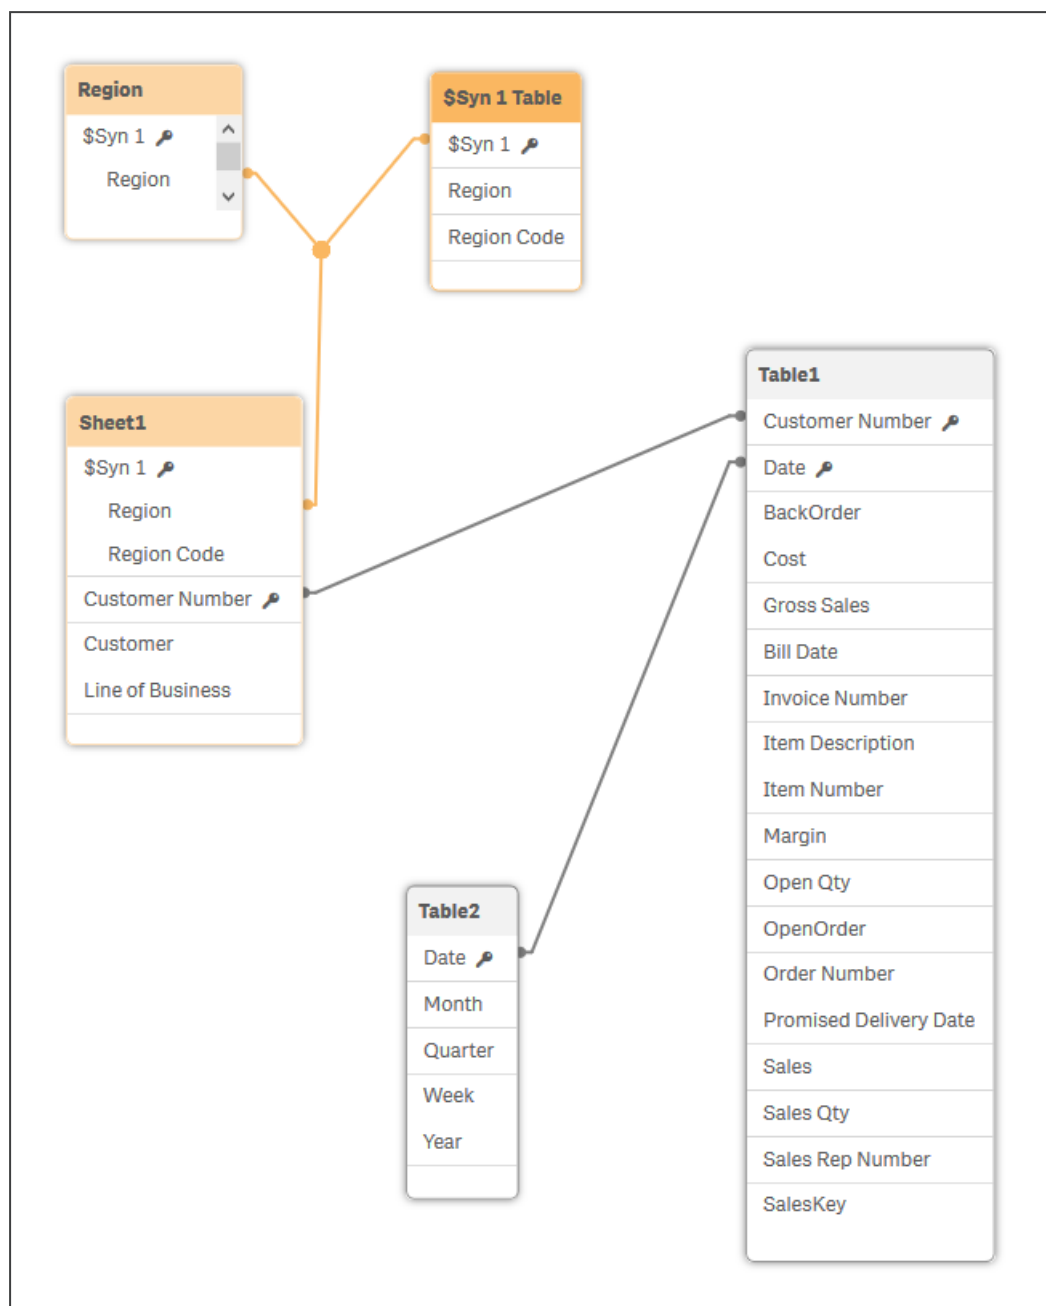 Region
$Syn 1
Region
$Syn 1 Table
$Syn 1
Region
Region Code
Sheet1
$Syn 1
Region
Region Code
Customer Number
Customer
Line of Business
Table1
Customer Number
Date
BackOrder
Cost
Gross Sales
Bill Date
Invoice Number
Item Description
Item Number
Margin
Open Qty
OpenOrder
Order Number
Promised Delivery Date
Sales
Sales Qty
Sales Rep Number
SalesKey
Table2
Date
Month
Quarter
Week
Year